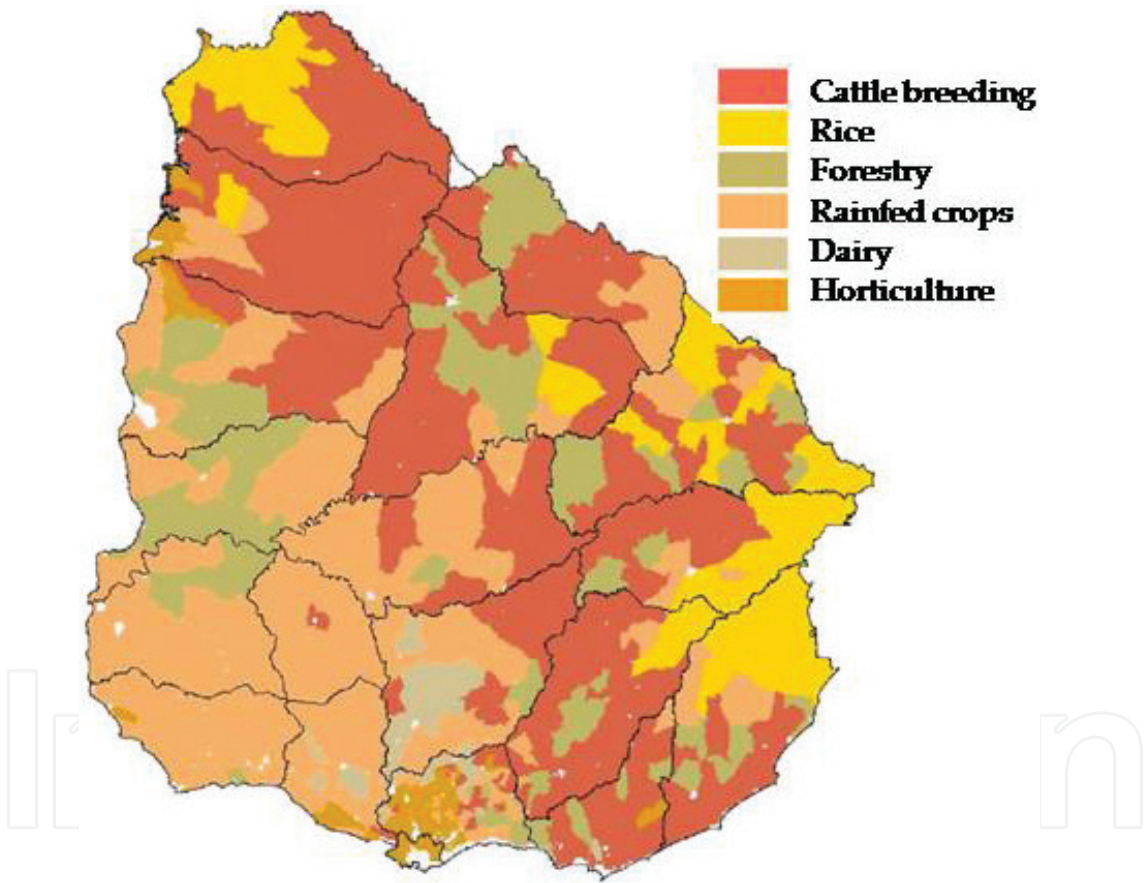 Cattle breeding
Rice
Forestry
Rainfed crops
Dairy
Horticulture